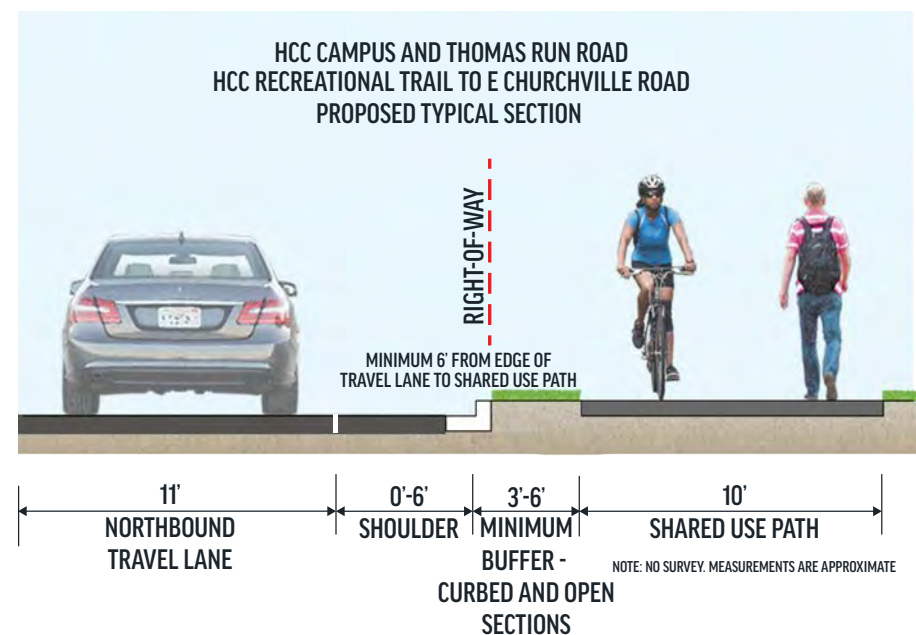 HCC CAMPUS AND THOMAS RUN ROAD
HCC RECREATIONAL TRAIL TO E CHURCHVILLE ROAD
PROPOSED TYPICAL SECTION
RIGHT-OF-WAY
MINIMUM 6' FROM EDGE OF
TRAVEL LANE TO SHARED USE PATH
11'
NORTHBOUND
TRAVEL LANE
0'-6'
SHOULDER
3'-6'
MINIMUM
BUFFER -
CURBED AND OPEN
SECTIONS
10'
SHARED USE PATH
NOTE: NO SURVEY. MEASUREMENTS ARE APPROXIMATE